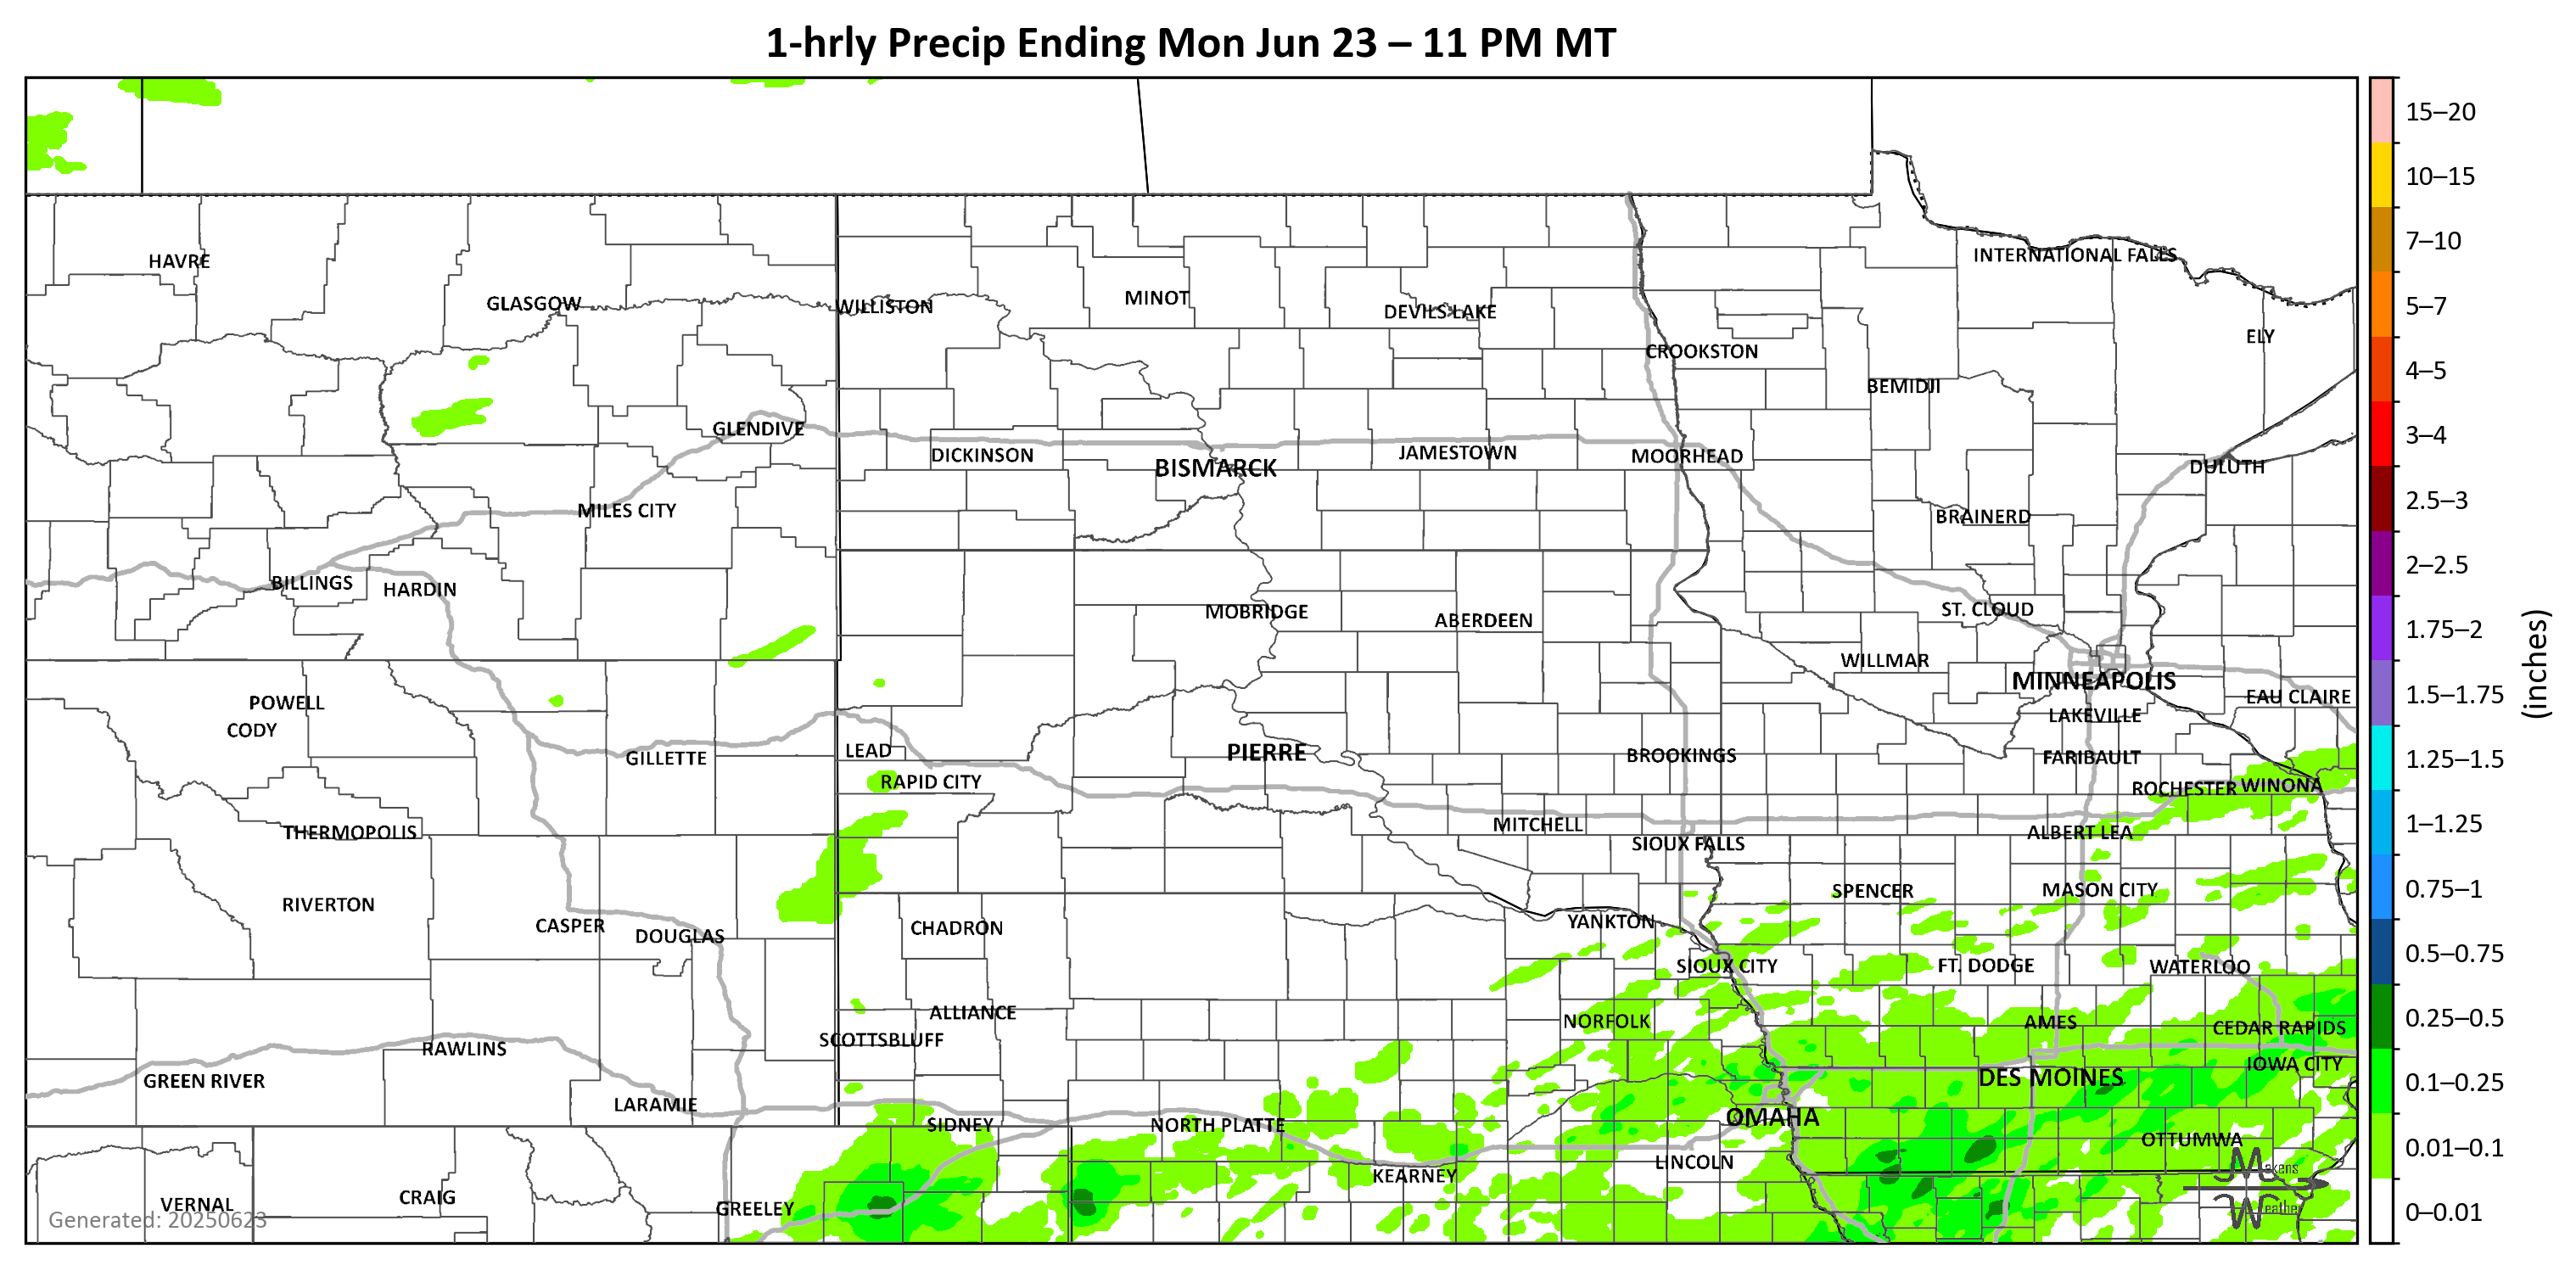 1-hrly Precip Ending Mon Jun 23 – 11 PM MT
HAVRE
GLASGOW
WILLISTON
MINOT
DEVILS LAKE
CROOKSTON
INTERNATIONAL FALLS
ELY
BEMIDJI
GLENDIVE
DICKINSON
BISMARCK
JAMESTOWN
MOORHEAD
DULUTH
MILES CITY
BRAINERD
BILLINGS
HARDIN
MOBRIDGE
ABERDEEN
ST. CLOUD
WILLMAR
MINNEAPOLIS
EAU CLAIRE
LAKEVILLE
POWELL
CODY
GILLETTE
LEAD
PIERRE
BROOKINGS
FARIBAULT
RAPID CITY
ROCHESTER
WINONA
THERMOPOLIS
MITCHELL
SIOUX FALLS
ALBERT LEA
RIVERTON
SPENCER
MASON CITY
CASPER
DOUGLAS
CHADRON
YANKTON
SIOUX CITY
FT. DODGE
WATERLOO
ALLIANCE
SCOTTSBLUFF
NORFOLK
AMES
CEDAR RAPIDS
RAWLINS
GREEN RIVER
IOWA CITY
DES MOINES
LARAMIE
SIDNEY
NORTH PLATTE
OMAHA
OTTUMWA
KEARNEY
LINCOLN
VERNAL
CRAIG
GREELEY
Generated: 20250623
Makens
Weather
15–20
10–15
7–10
5–7
4–5
3–4
2.5–3
2–2.5
1.75–2
1.5–1.75
1.25–1.5
1–1.25
0.75–1
0.5–0.75
0.25–0.5
0.1–0.25
0.01–0.1
0–0.01
(inches)